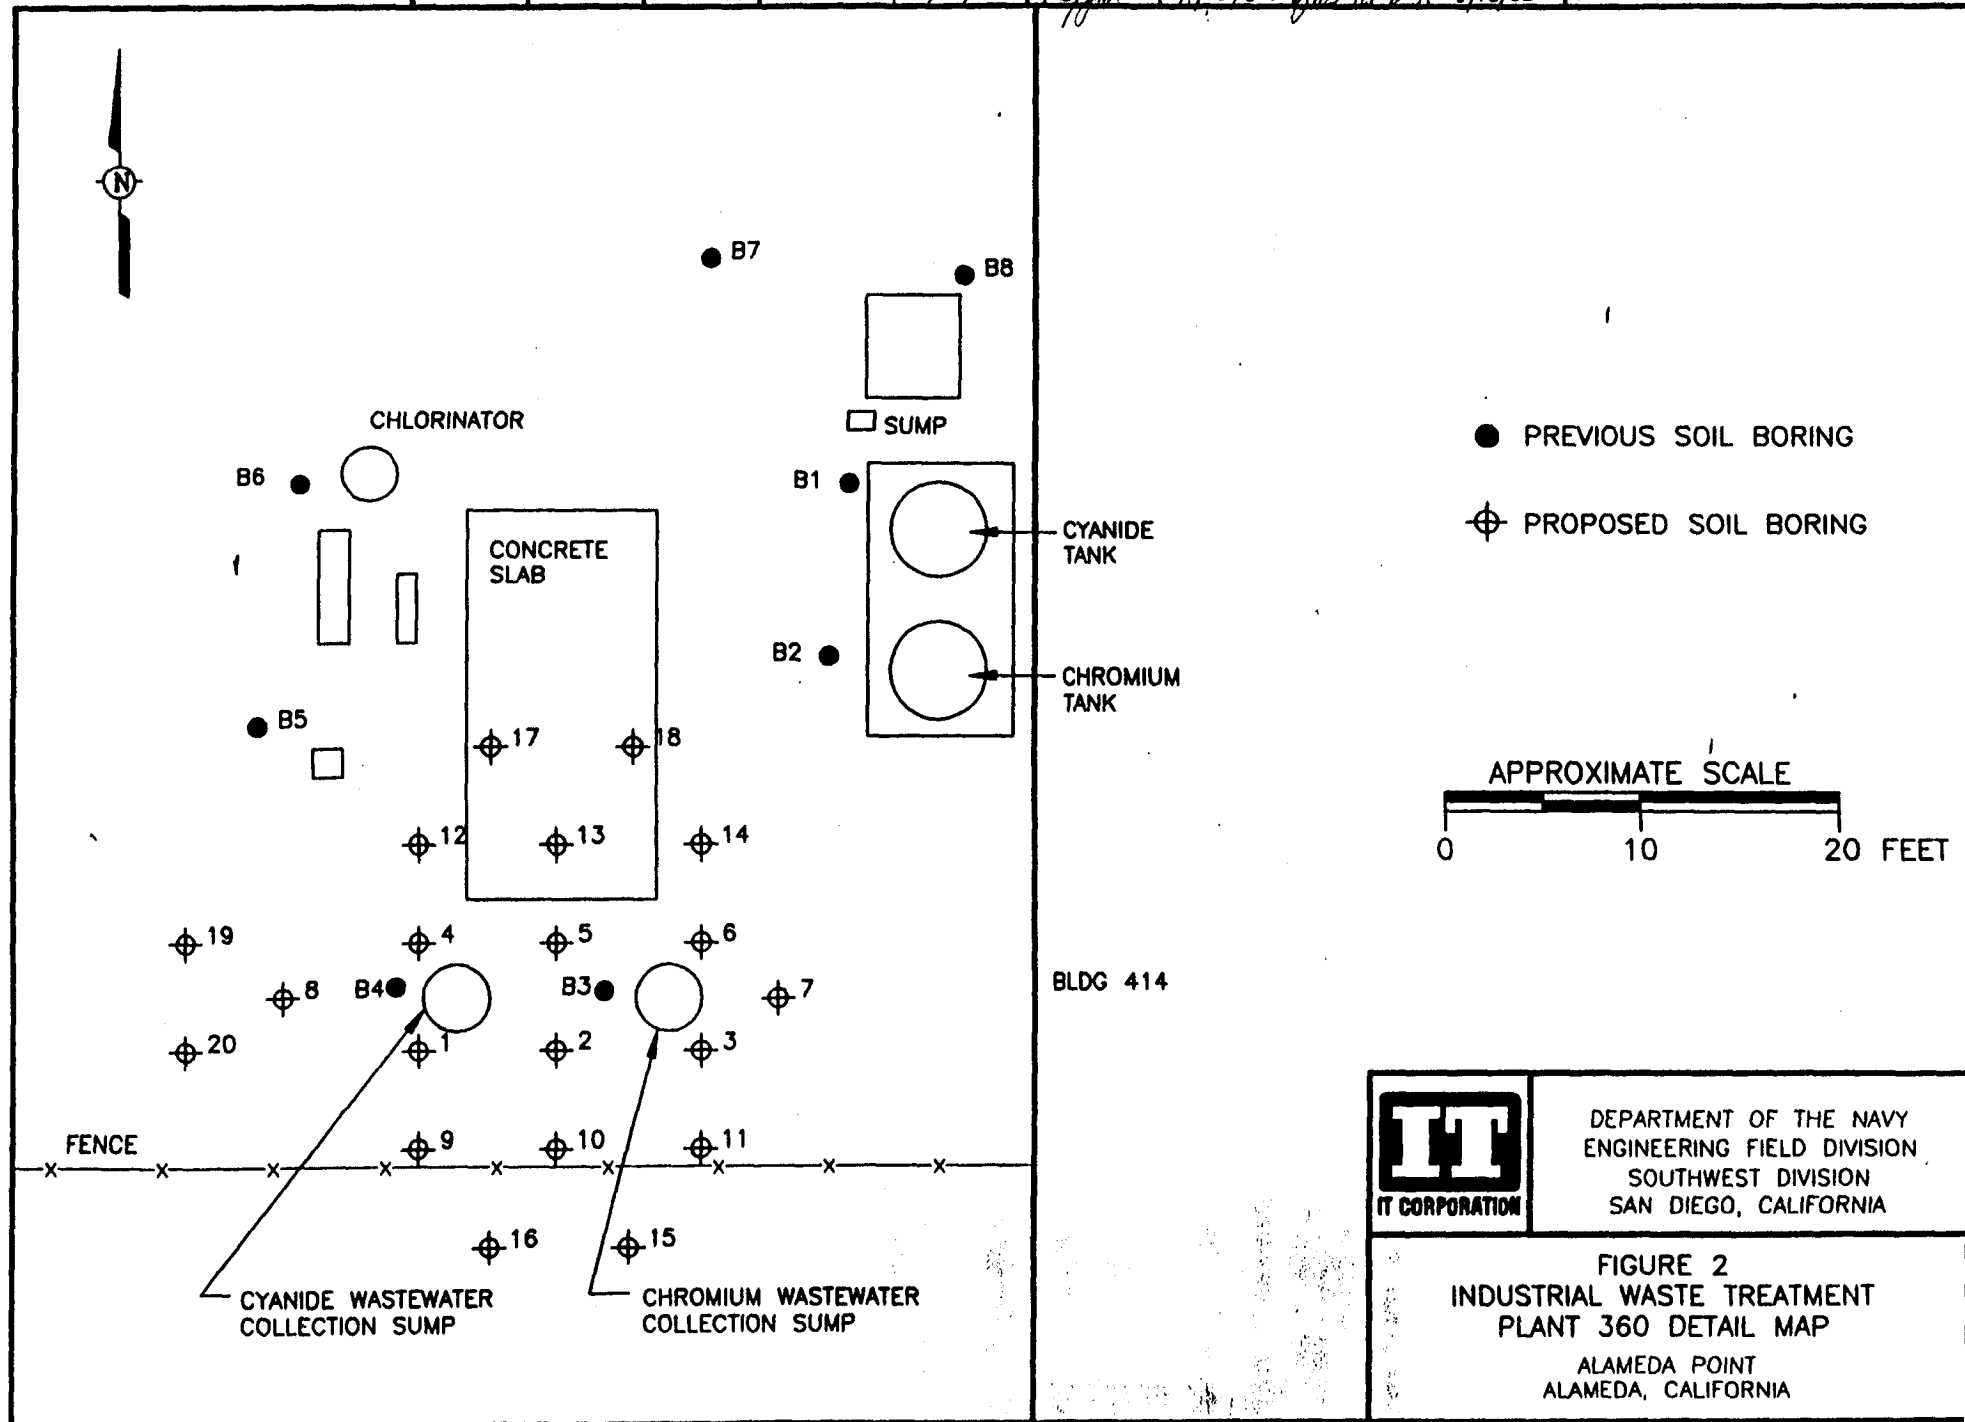 N
B7
B8
CHLORINATOR
SUMP
B6
B1
CONCRETE
SLAB
CYANIDE
TANK
B2
CHROMIUM
TANK
B5
17
18
12
13
14
19
4
5
6
8
B4
B3
7
20
1
2
3
FENCE
9
10
11
16
15
CYANIDE WASTEWATER
COLLECTION SUMP
CHROMIUM WASTEWATER
COLLECTION SUMP
BLDG 414
PREVIOUS SOIL BORING
PROPOSED SOIL BORING
APPROXIMATE SCALE
0 10 20 FEET
IT
IT CORPORATION
DEPARTMENT OF THE NAVY
ENGINEERING FIELD DIVISION
SOUTHWEST DIVISION
SAN DIEGO, CALIFORNIA
FIGURE 2
INDUSTRIAL WASTE TREATMENT
PLANT 360 DETAIL MAP
ALAMEDA POINT
ALAMEDA, CALIFORNIA